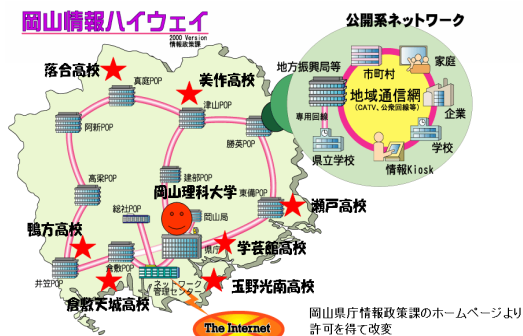 岡山情報ハイウェイ
2000 Version
情報政策課
公開系ネットワーク
落合高校
真庭POP
美作高校
津山POP
阿新POP
勝英POP
地方振興局等
市町村
家庭
地域通信網
(CATV、公衆回線等)
企業
専用回線
県立学校
学校
情報Kiosk
高梁POP
建部POP
岡山理科大学
総社POP
岡山局
東備POP
瀬戸高校
鴨方高校
県庁
学芸館高校
井笠POP
倉敷POP
ネットワーク
管理センター
倉敷天城高校
玉野光南高校
The Internet
岡山県庁情報政策課のホームページより
許可を得て改変